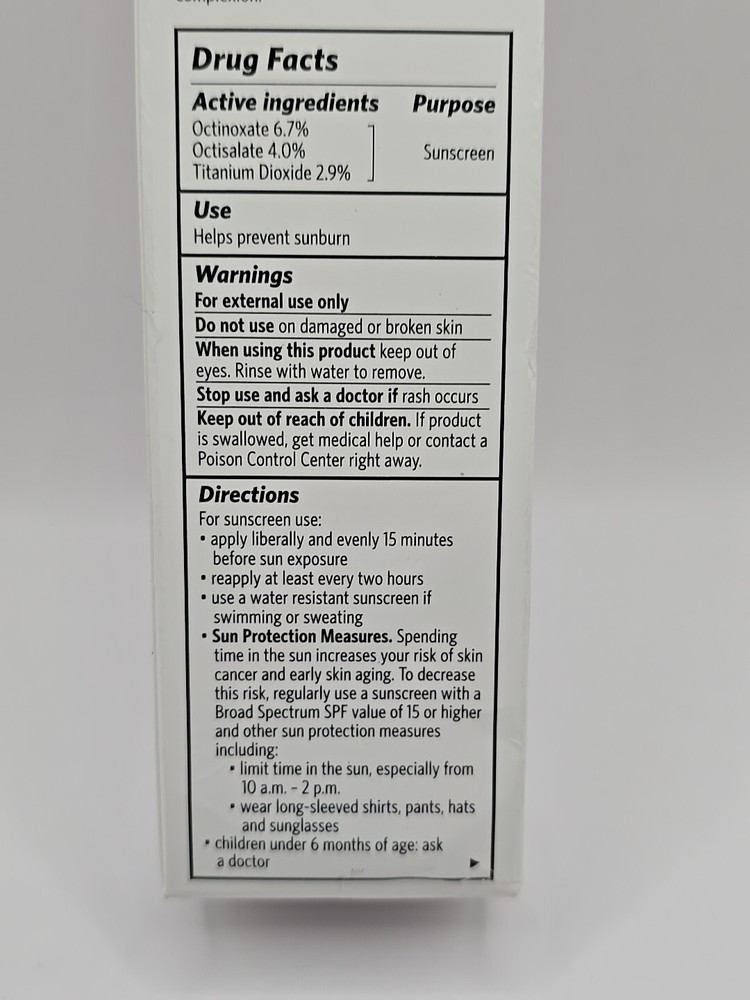 complexion.
Drug Facts
Active ingredients Purpose
Octinoxate 6.7%
Octisalate 4.0% Sunscreen
Titanium Dioxide 2.9%
Use
Helps prevent sunburn
Warnings
For external use only
Do not use on damaged or broken skin
When using this product keep out of
eyes. Rinse with water to remove.
Stop use and ask a doctor if rash occurs
Keep out of reach of children. If product
is swallowed, get medical help or contact a
Poison Control Center right away.
Directions
For sunscreen use:
• apply liberally and evenly 15 minutes
before sun exposure
• reapply at least every two hours
• use a water resistant sunscreen if
swimming or sweating
• Sun Protection Measures. Spending
time in the sun increases your risk of skin
cancer and early skin aging. To decrease
this risk, regularly use a sunscreen with a
Broad Spectrum SPF value of 15 or higher
and other sun protection measures
including:
• limit time in the sun, especially from
10 a.m. – 2 p.m.
• wear long-sleeved shirts, pants, hats
and sunglasses
• children under 6 months of age: ask
a doctor